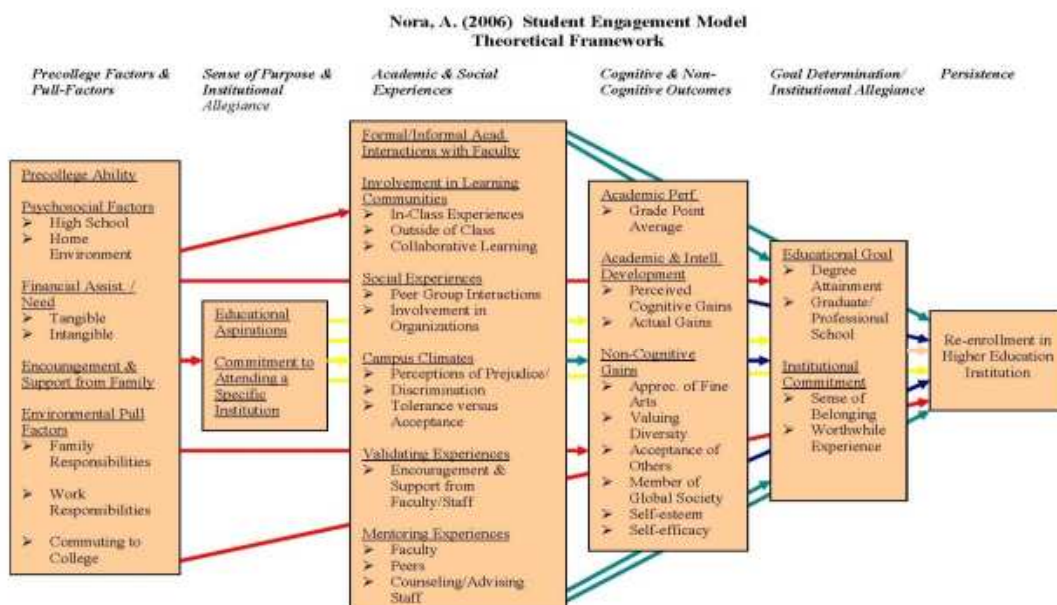 Nora, A. (2006) Student Engagement Model
Theoretical Framework
Precollege Factors &
Pull-Factors
Sense of Purpose &
Institutional
Allegiance
Academic & Social
Experiences
Cognitive & Non-
Cognitive Outcomes
Goal Determination/
Institutional Allegiance
Persistence
Precollege Ability
Psychosocial Factors
➢ High School
➢ Home
Environment
Financial Assist. /
Need
➢ Tangible
➢ Intangible
Encouragement &
Support from Family
Environmental Pull
Factors
➢ Family
Responsibilities
➢ Work
Responsibilities
➢ Commuting to
College
Educational
Aspirations
Commitment to
Attending a
Specific
Institution
Formal/Informal Acad.
Interactions with Faculty
Involvement in Learning
Communities
➢ In-Class Experiences
➢ Outside of Class
➢ Collaborative Learning
Social Experiences
➢ Peer Group Interactions
➢ Involvement in
Organizations
Campus Climates
➢ Perceptions of Prejudice/
➢ Discrimination
➢ Tolerance versus
Acceptance
Validating Experiences
➢ Encouragement &
Support from
Faculty/Staff
Mentoring Experiences
➢ Faculty
➢ Peers
➢ Counseling/Advising
Staff
Academic Perf.
➢ Grade Point
Average
Academic & Intell.
Development
➢ Perceived
Cognitive Gains
➢ Actual Gains
Non-Cognitive
Gains
➢ Apprec. of Fine
Arts
➢ Valuing
Diversity
➢ Acceptance of
Others
➢ Member of
Global Society
➢ Self-esteem
➢ Self-efficacy
Educational Goal
➢ Degree
Attainment
➢ Graduate/
Professional
School
Institutional
Commitment
➢ Sense of
Belonging
➢ Worthwhile
Experience
Re-enrollment in
Higher Education
Institution